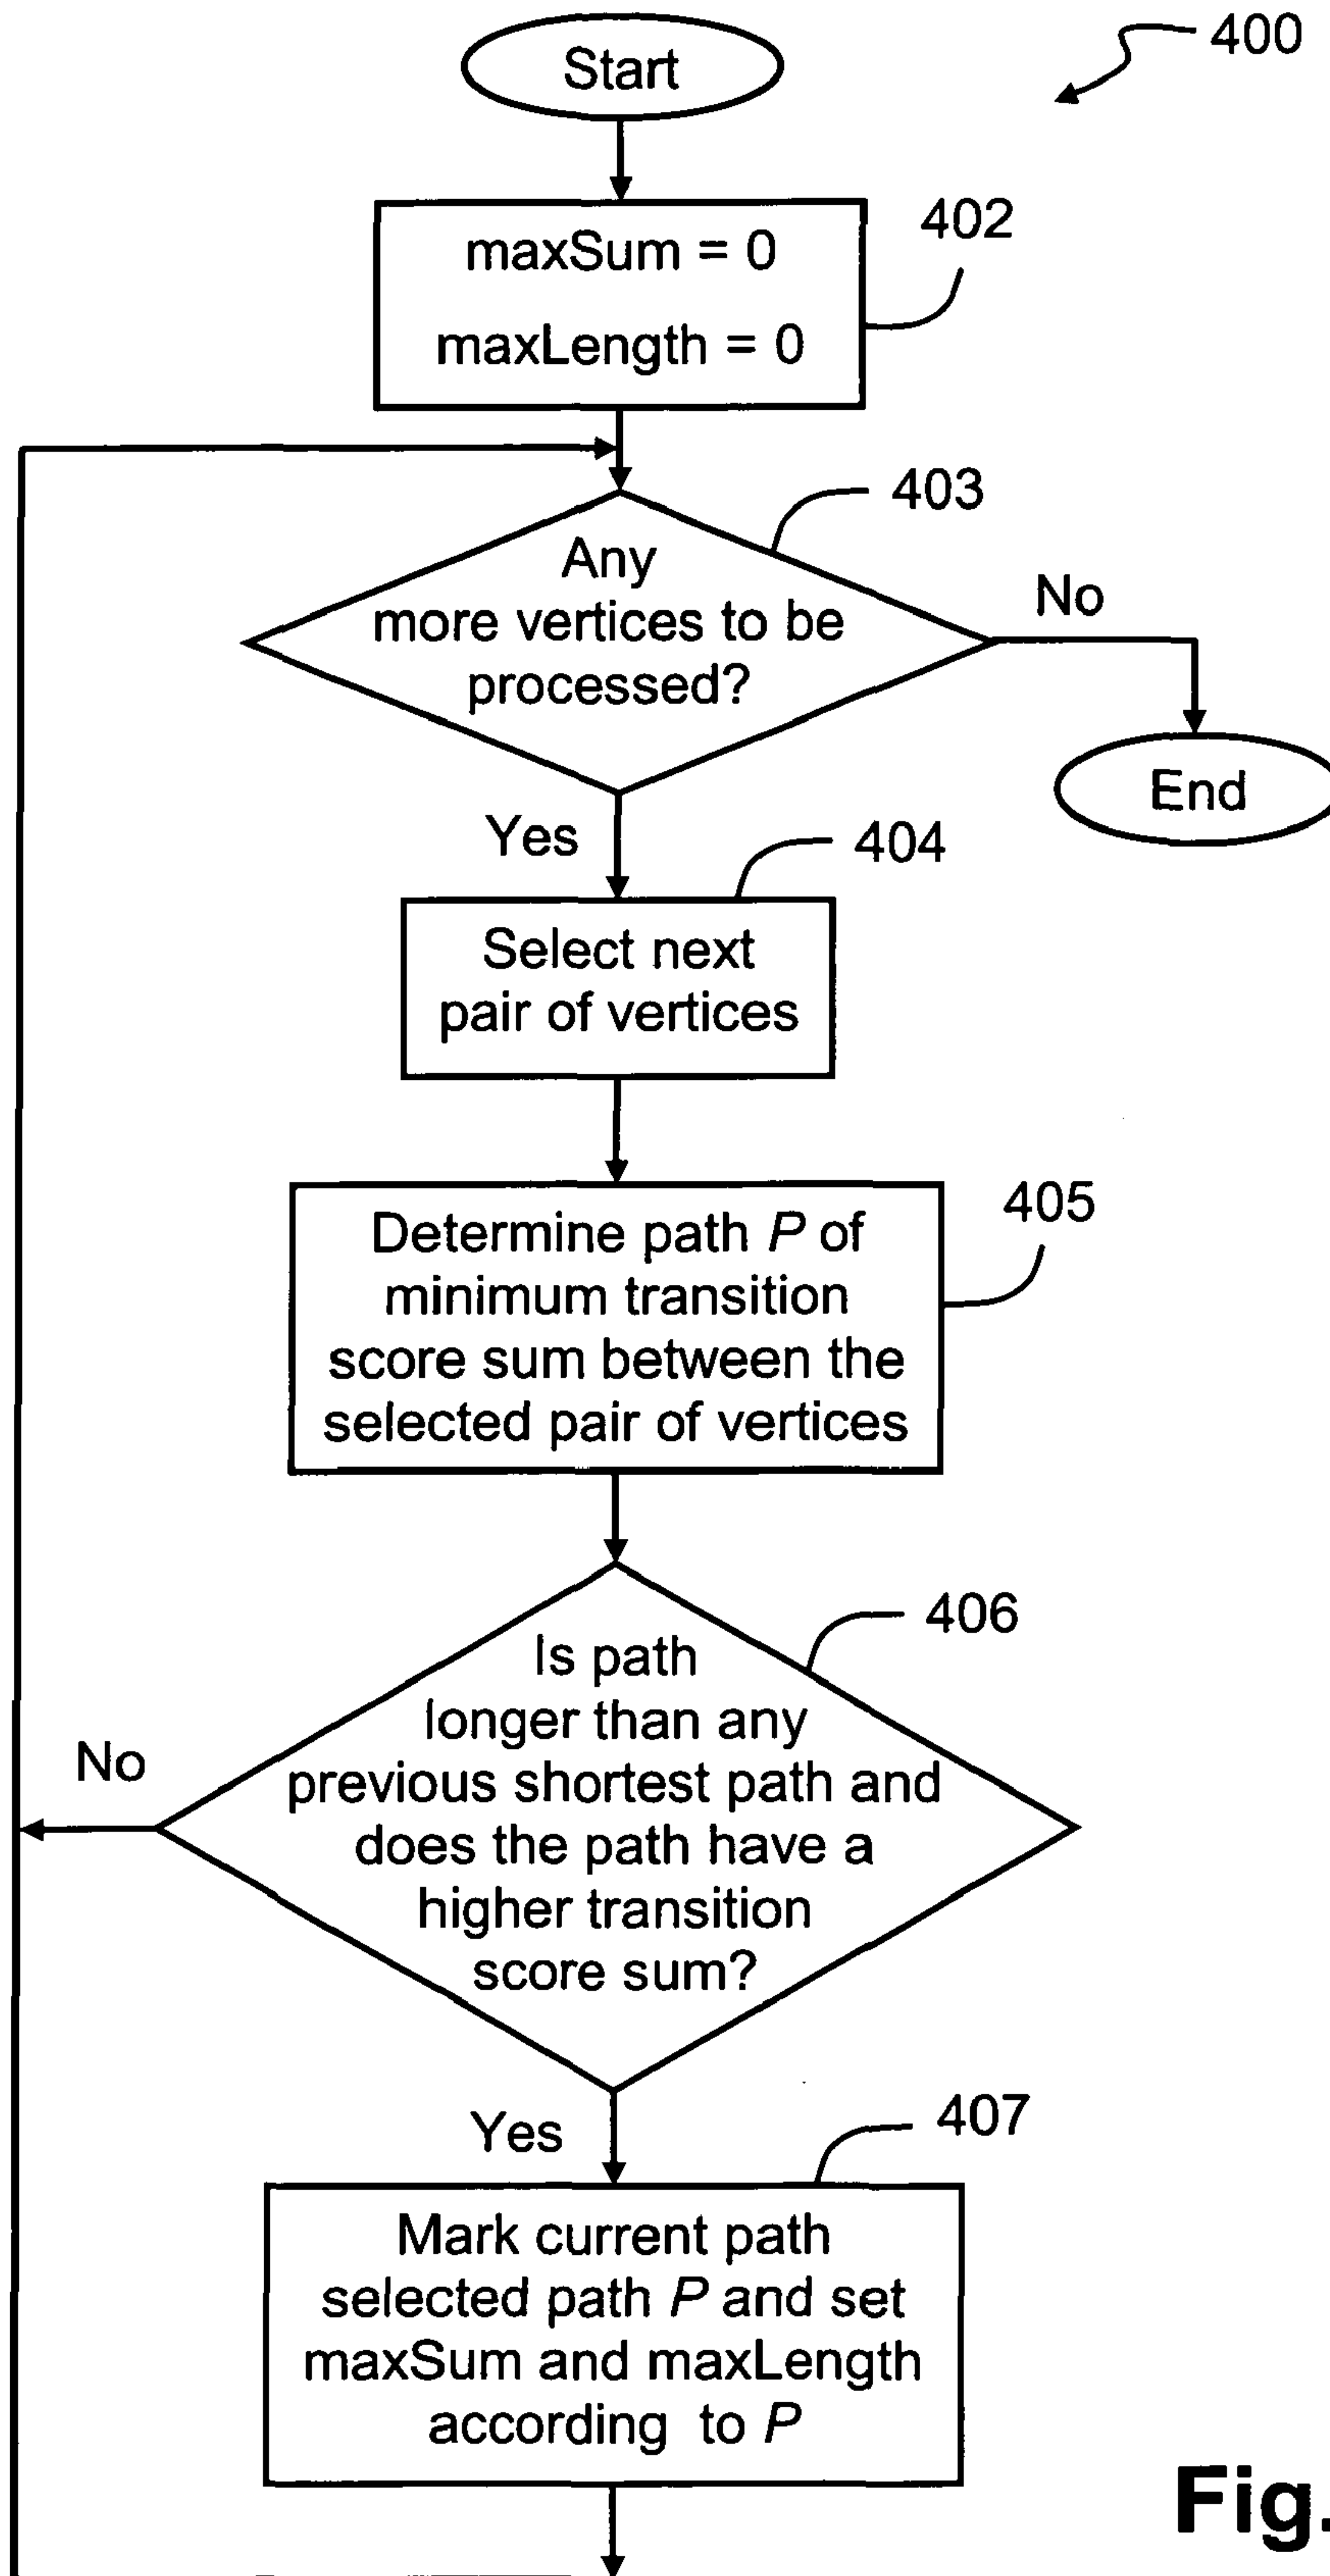 Start
400
maxSum = 0
maxLength = 0
402
Any
more vertices to be
processed?
403
No
End
Yes
404
Select next
pair of vertices
Determine path P of
minimum transition
score sum between the
selected pair of vertices
405
Is path
longer than any
previous shortest path and
does the path have a
higher transition
score sum?
406
No
Yes
407
Mark current path
selected path P and set
maxSum and maxLength
according to P
Fig.